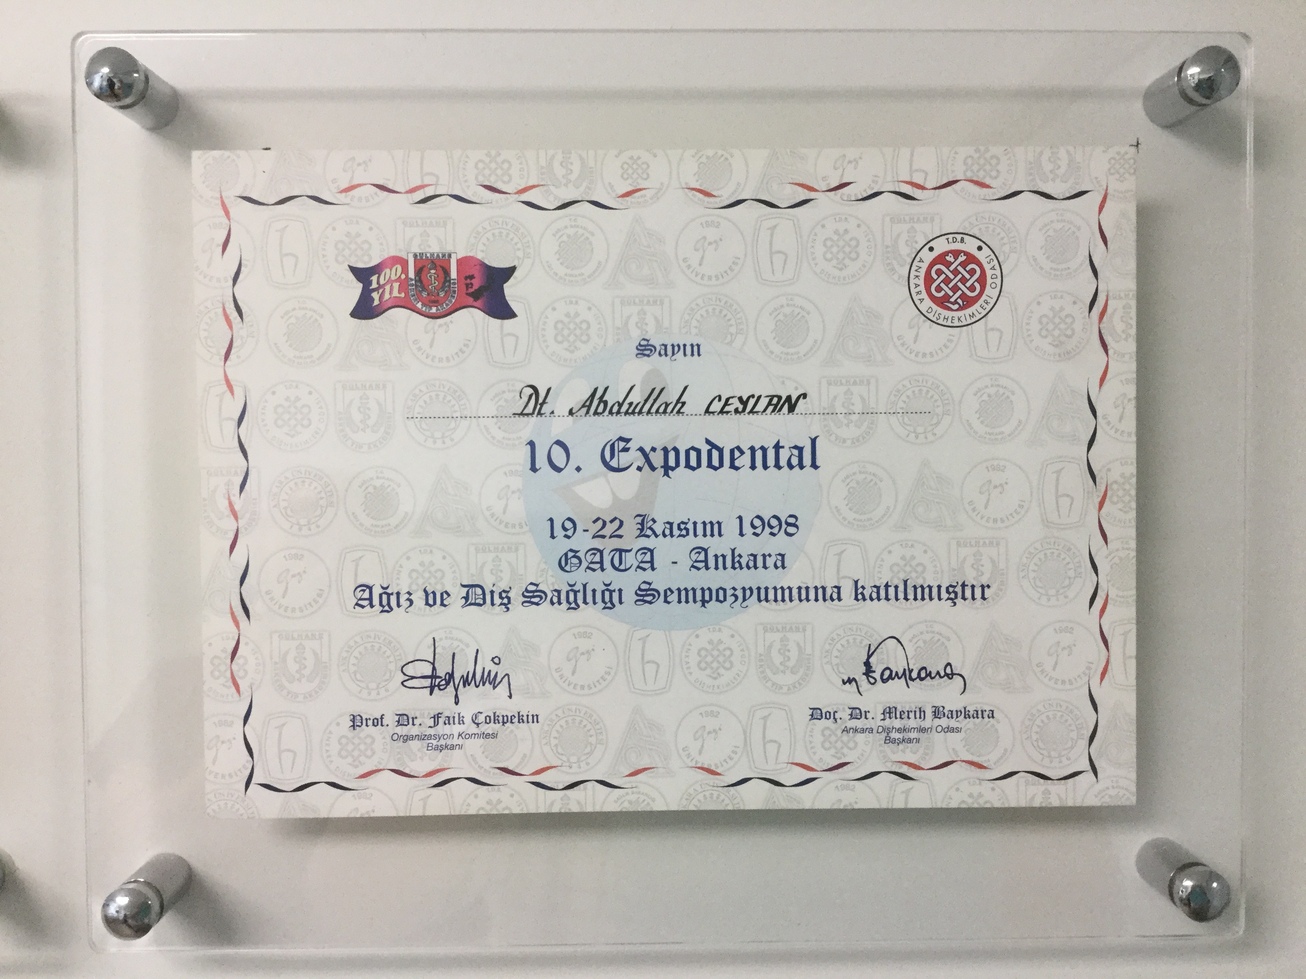 100. YIL
GÜLHANE
T.D.B.
ANKARA DİŞHEKİMLERİ ODASI
Sayın
Dt. Abdullah CEYLAN
10. Expodental
19-22 Kasım 1998
GATA - Ankara
Ağız ve Diş Sağlığı Sempozyumuna katılmıştır
Prof. Dr. Faik Çokpekin
Organizasyon Komitesi
Başkanı
Doç. Dr. Merih Baykara
Ankara Dişhekimleri Odası
Başkanı